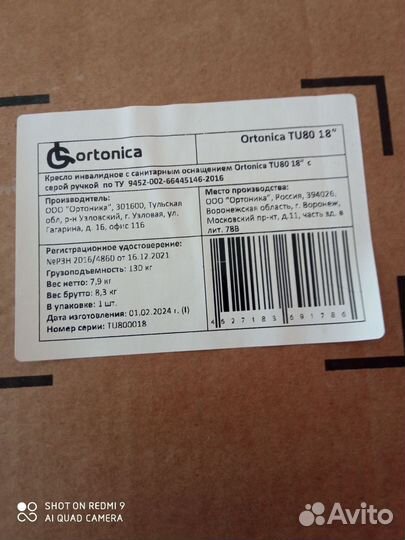 ortonica
Ortonica TU80 18”
Кресло инвалидное с санитарным оснащением Ortonica TU80 18” с
серой ручкой по ТУ 9452-002-66445146-2016
Производитель:
ООО "Ортоника", 301600, Тульская
обл, р-н Узловский, г. Узловая, ул.
Гагарина, д. 16, офис 116
Место производства:
ООО "Ортоника", Россия, 394026,
Воронежская область, г. Воронеж,
Московский пр-кт, д.11, часть зд. в
лит. 78В
Регистрационное удостоверение:
№РЗН 2016/4860 от 16.12.2021
Грузоподъемность: 130 кг
Вес нетто: 7,9 кг
Вес брутто: 8,3 кг
В упаковке: 1 шт.
Дата изготовления: 01.02.2024 г. (I)
Номер серии: TU800018
4627183691786
SHOT ON REDMI 9
AI QUAD CAMERA
Avito